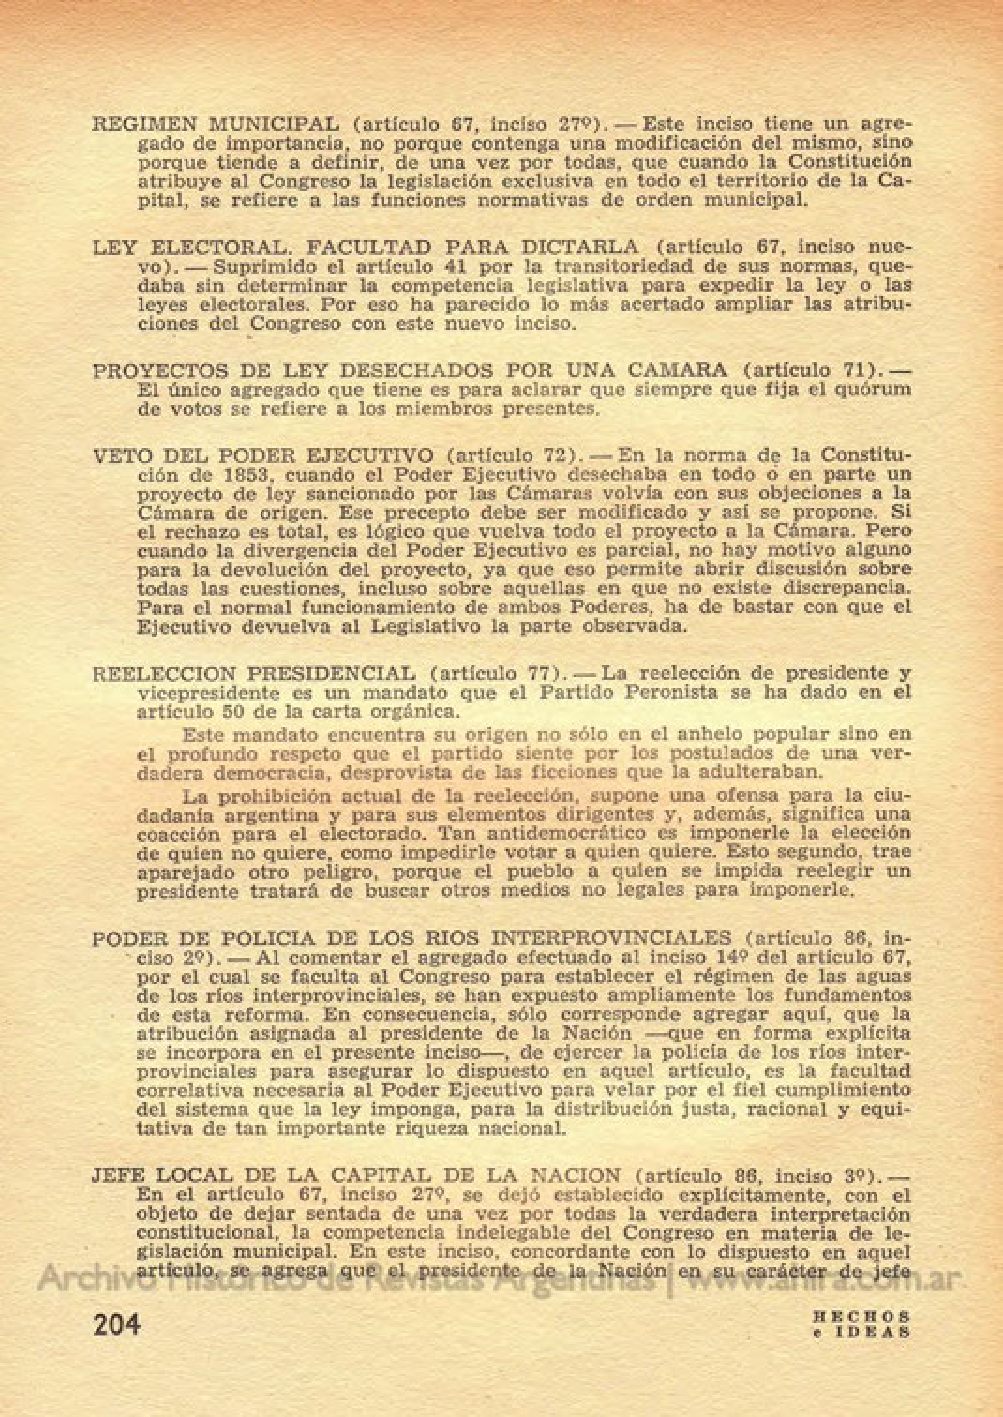 REGIMEN MUNICIPAL (artículo 67, inciso 27º). — Este inciso tiene un agre-
gado de importancia, no porque contenga una modificación del mismo, sino
porque tiende a definir, de una vez por todas, que cuando la Constitución
atribuye al Congreso la legislación exclusiva en todo el territorio de la Ca-
pital, se refiere a las funciones normativas de orden municipal.
LEY ELECTORAL. FACULTAD PARA DICTARLA (artículo 67, inciso nue-
vo). — Suprimido el artículo 41 por la transitoriedad de sus normas, que-
daba sin determinar la competencia legislativa para expedir la ley o las
leyes electorales. Por eso ha parecido lo más acertado ampliar las atribu-
ciones del Congreso con este nuevo inciso.
PROYECTOS DE LEY DESECHADOS POR UNA CAMARA (artículo 71). —
El único agregado que tiene es para aclarar que siempre que fija el quórum
de votos se refiere a los miembros presentes.
VETO DEL PODER EJECUTIVO (artículo 72). — En la norma de la Constitu-
ción de 1853, cuando el Poder Ejecutivo desechaba en todo o en parte un
proyecto de ley sancionado por las Cámaras volvía con sus objeciones a la
Cámara de origen. Ese precepto debe ser modificado y así se propone. Si
el rechazo es total, es lógico que vuelva todo el proyecto a la Cámara. Pero
cuando la divergencia del Poder Ejecutivo es parcial, no hay motivo alguno
para la devolución del proyecto, ya que eso permite abrir discusión sobre
todas las cuestiones, incluso sobre aquellas en que no existe discrepancia.
Para el normal funcionamiento de ambos Poderes, ha de bastar con que el
Ejecutivo devuelva al Legislativo la parte observada.
REELECCION PRESIDENCIAL (artículo 77). — La reelección de presidente y
vicepresidente es un mandato que el Partido Peronista se ha dado en el
artículo 50 de la carta orgánica.
Este mandato encuentra su origen no sólo en el anhelo popular sino en
el profundo respeto que el partido siente por los postulados de una ver-
dadera democracia, desprovista de las ficciones que la adulteraban.
La prohibición actual de la reelección, supone una ofensa para la ciu-
dadanía argentina y para sus elementos dirigentes y, además, significa una
coacción para el electorado. Tan antidemocrático es imponerle la elección
de quien no quiere, como impedirle votar a quien quiere. Esto segundo, trae
aparejado otro peligro, porque el pueblo a quien se impida reelegir un
presidente tratará de buscar otros medios no legales para imponerle.
PODER DE POLICIA DE LOS RIOS INTERPROVINCIALES (artículo 86, in-
ciso 2º). — Al comentar el agregado efectuado al inciso 14º del artículo 67,
por el cual se faculta al Congreso para establecer el régimen de las aguas
de los ríos interprovinciales, se han expuesto ampliamente los fundamentos
de esta reforma. En consecuencia, sólo corresponde agregar aquí, que la
atribución asignada al presidente de la Nación —que en forma explícita
se incorpora en el presente inciso—, de ejercer la policía de los ríos inter-
provinciales para asegurar lo dispuesto en aquel artículo, es la facultad
correlativa necesaria al Poder Ejecutivo para velar por el fiel cumplimiento
del sistema que la ley imponga, para la distribución justa, racional y equi-
tativa de tan importante riqueza nacional.
JEFE LOCAL DE LA CAPITAL DE LA NACION (artículo 86, inciso 3º). —
En el artículo 67, inciso 27º, se dejó establecido explícitamente, con el
objeto de dejar sentada de una vez por todas la verdadera interpretación
constitucional, la competencia indelegable del Congreso en materia de le-
gislación municipal. En este inciso, concordante con lo dispuesto en aquel
artículo, se agrega que el presidente de la Nación en su carácter de jefe
Archivo Histórico de Revistas Argentinas | www.ahira.com.ar
204
HECHOS
e IDEAS